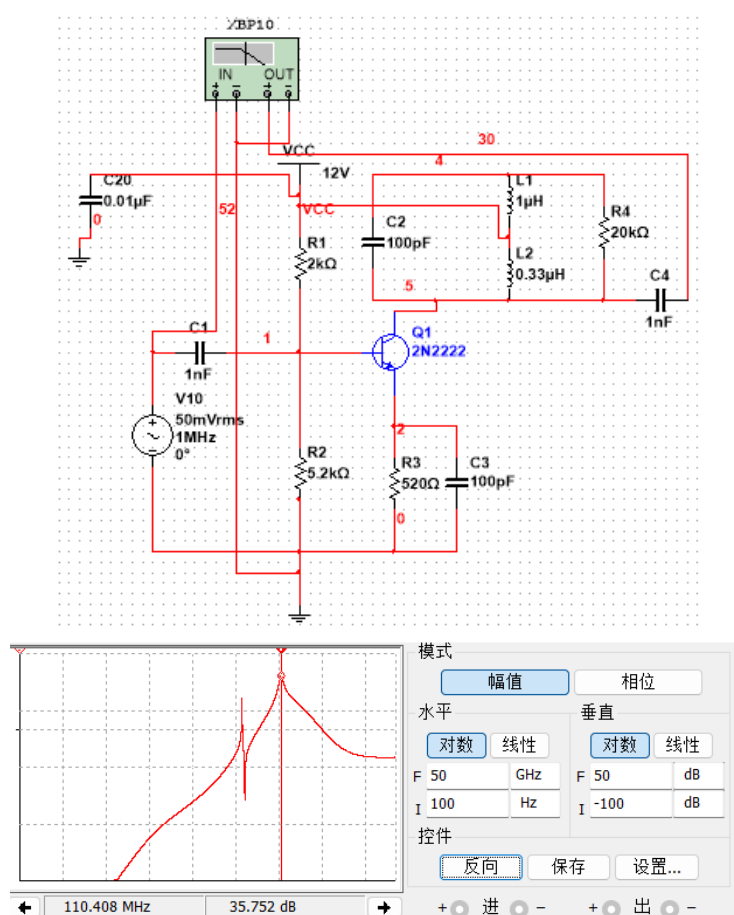 XBP10
IN OUT
+ - + -
30
VCC
4
12V
C20
0.01µF
0
52
VCC
L1
1µH
C2
100pF
R4
20kΩ
R1
2kΩ
L2
0.33µH
5
C4
1nF
C1
1
1nF
Q1
2N2222
V10
50mVrms
1MHz
0°
2
R2
5.2kΩ
R3
520Ω
C3
100pF
0
模式
幅值 相位
水平 垂直
对数 线性 对数 线性
F 50 GHz F 50 dB
I 100 Hz I -100 dB
控件
反向 保存 设置...
110.408 MHz 35.752 dB
+ 进 - + 出 -